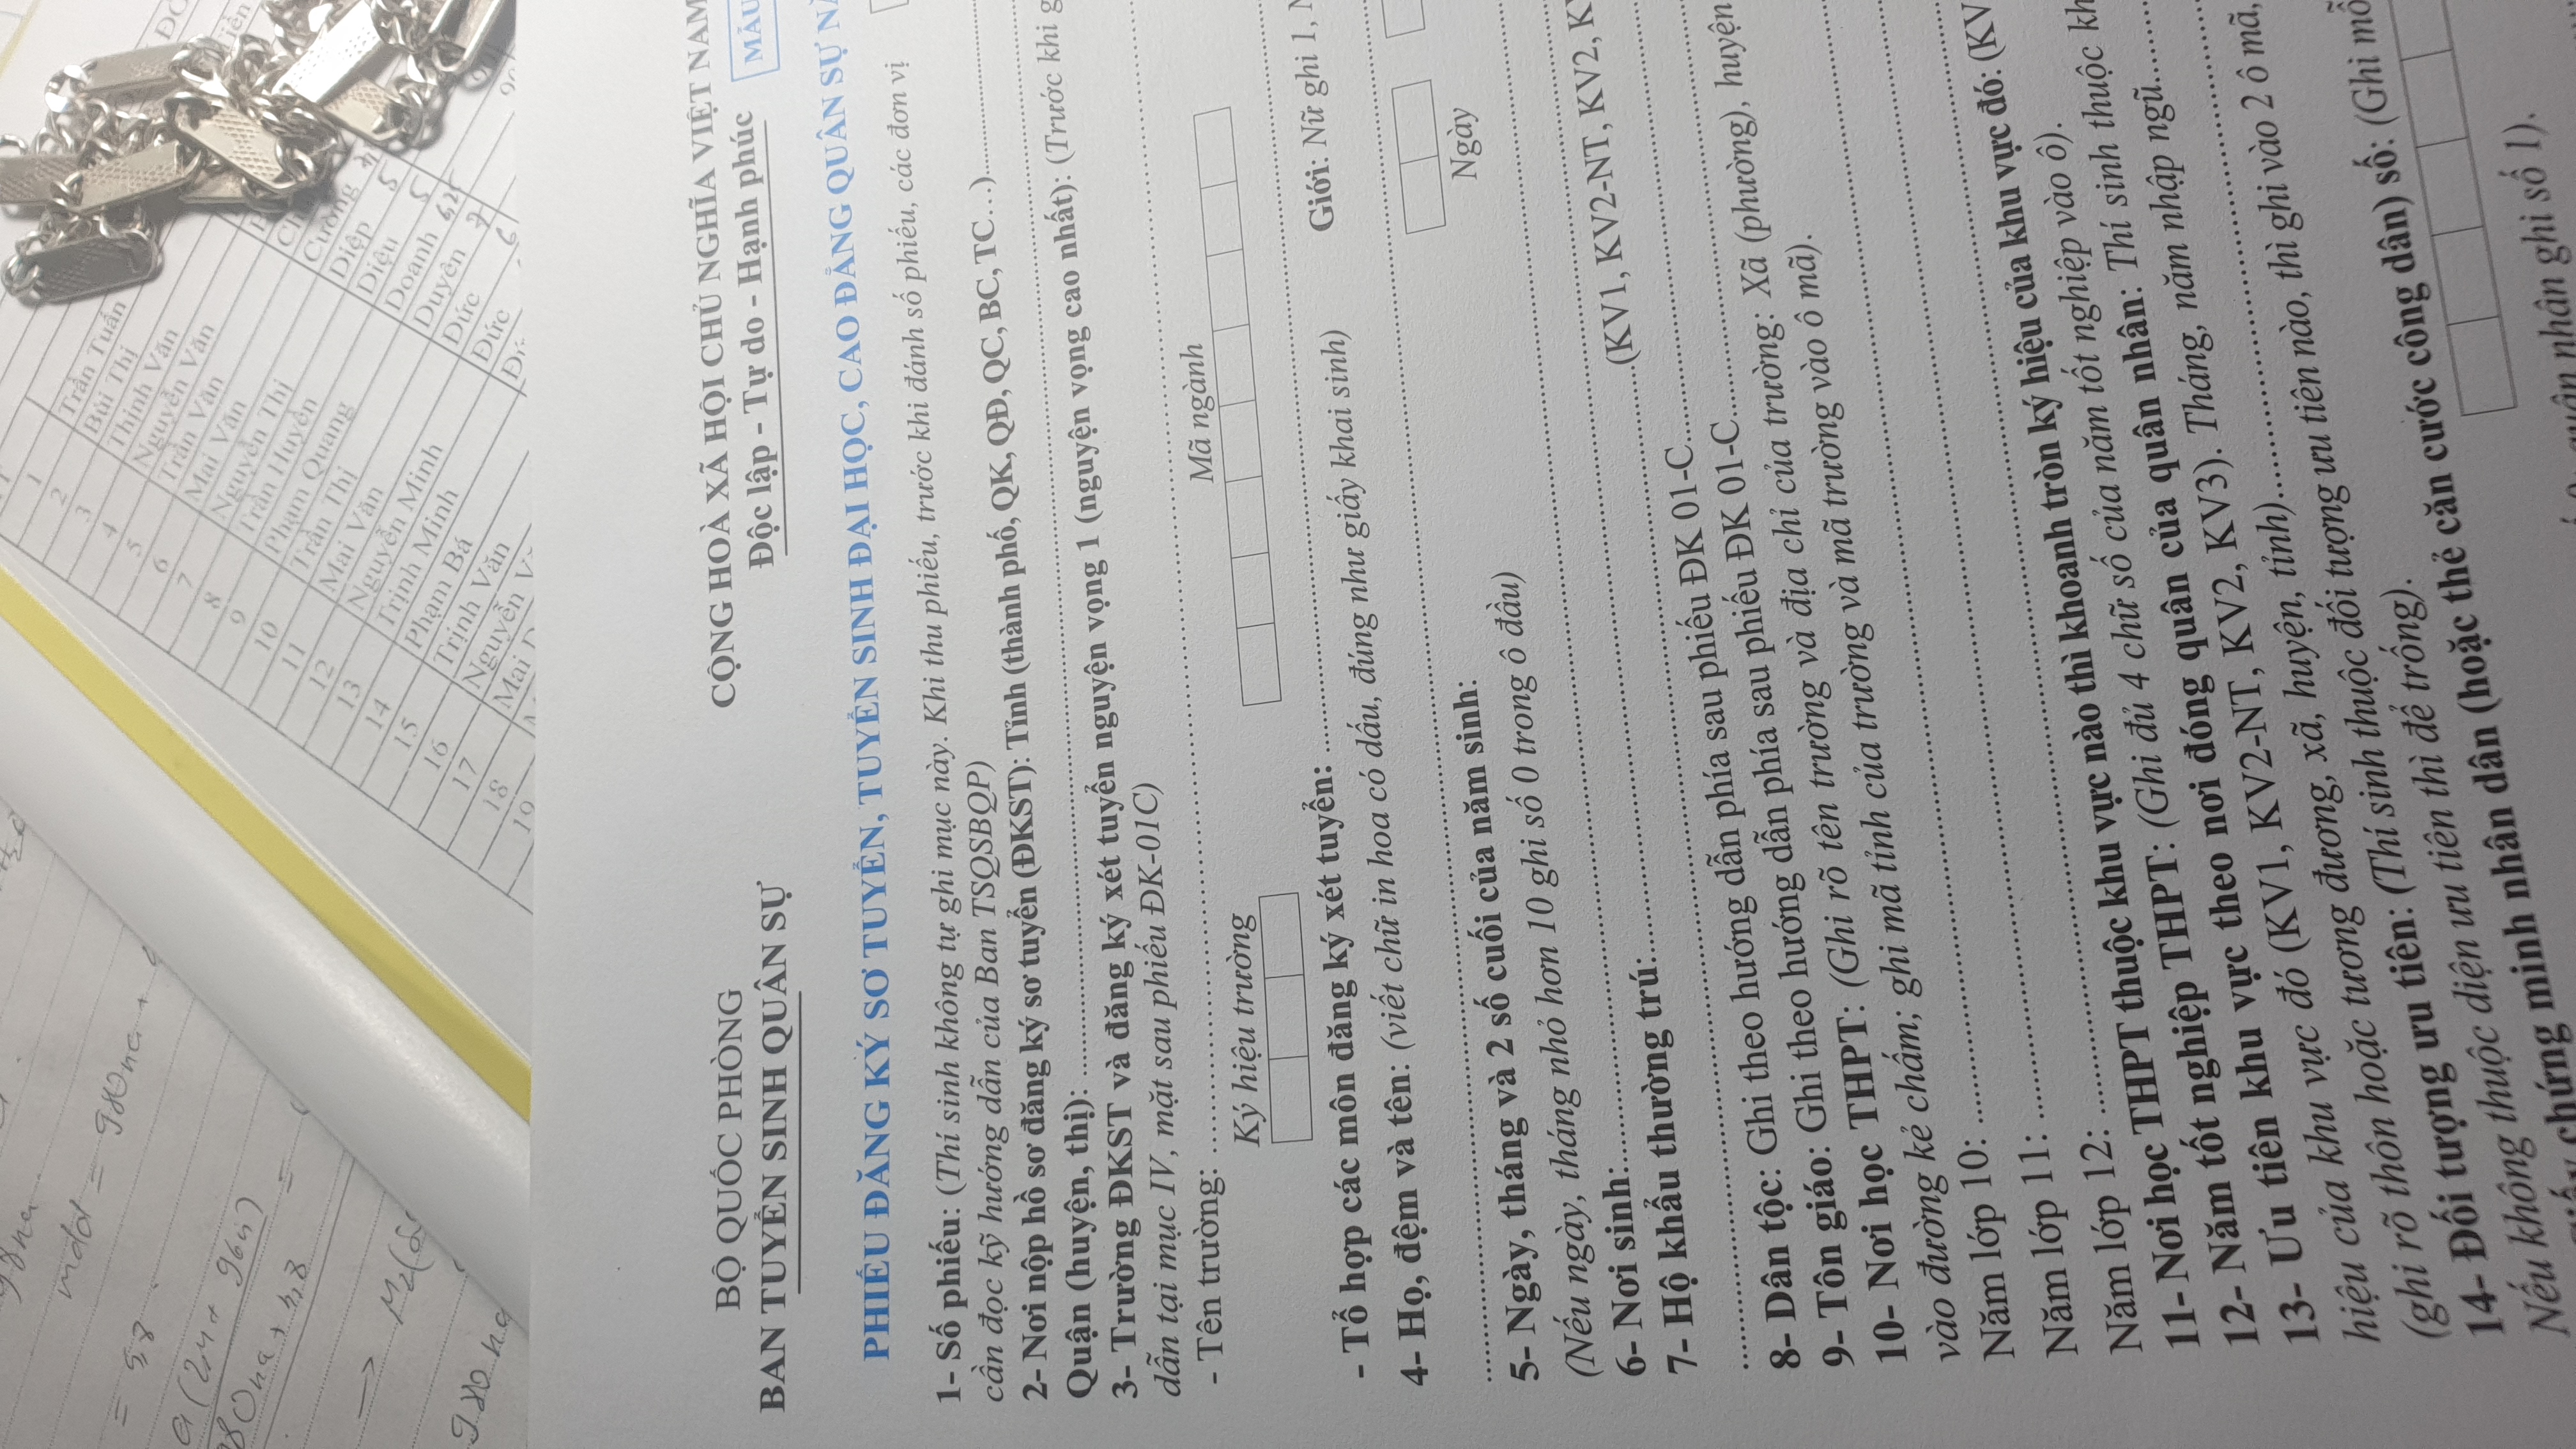 98na
mdd = 980na +
= 5,8
a(2M + 96n)
=
980na + 4,8
→ M2(
980 na
1 Trần Tuấn
2 Bùi Thị
3 Thịnh Văn
4 Nguyễn Văn
5 Trần Văn
6 Mai Văn
7 Nguyễn Thị
8 Trần Huyền Cường
9 Phạm Quang Diệp 5
10 Trần Thị Diệu 5
11 Mai Văn Doanh 6,25
12 Nguyễn Minh Duyên 7
13 Trịnh Minh Đức 6
14 Phạm Bá Đức
15 Trịnh Văn
16 Nguyễn
17 Mai
18
19
BỘ QUỐC PHÒNG
BAN TUYỂN SINH QUÂN SỰ
CỘNG HOÀ XÃ HỘI CHỦ NGHĨA VIỆT NAM
Độc lập - Tự do - Hạnh phúc
MẪU
PHIẾU ĐĂNG KÝ SƠ TUYỂN, TUYỂN SINH ĐẠI HỌC, CAO ĐẲNG QUÂN SỰ
1- Số phiếu: (Thí sinh không tự ghi mục này. Khi thu phiếu, trước khi đánh số phiếu, các đơn vị
cần đọc kỹ hướng dẫn của Ban TSQSBQP)
2- Nơi nộp hồ sơ đăng ký sơ tuyển (ĐKST): Tỉnh (thành phố, QK, QĐ, QC, BC, TC…)
Quận (huyện, thị):
3- Trường ĐKST và đăng ký xét tuyển nguyện vọng 1 (nguyện vọng cao nhất): (Trước khi
dẫn tại mục IV, mặt sau phiếu ĐK-01C)
- Tên trường:
Ký hiệu trường Mã ngành
- Tổ hợp các môn đăng ký xét tuyển:
4- Họ, đệm và tên: (viết chữ in hoa có dấu, đúng như giấy khai sinh) Giới: Nữ ghi 1,
5- Ngày, tháng và 2 số cuối của năm sinh:
(Nếu ngày, tháng nhỏ hơn 10 ghi số 0 trong ô đầu) Ngày
6- Nơi sinh:
7- Hộ khẩu thường trú:
(KV1, KV2-NT, KV2,
8- Dân tộc: Ghi theo hướng dẫn phía sau phiếu ĐK 01-C
9- Tôn giáo: Ghi theo hướng dẫn phía sau phiếu ĐK 01-C
10- Nơi học THPT: (Ghi rõ tên trường và địa chỉ của trường: Xã (phường), huyện
vào đường kẻ chấm; ghi mã tỉnh của trường và mã trường vào ô mã).
Năm lớp 10:
Năm lớp 11:
Năm lớp 12:
11- Nơi học THPT thuộc khu vực nào thì khoanh tròn ký hiệu của khu vực đó: (KV
12- Năm tốt nghiệp THPT: (Ghi đủ 4 chữ số của năm tốt nghiệp vào ô).
13- Ưu tiên khu vực theo nơi đóng quân của quân nhân: Thí sinh thuộc kh
hiệu của khu vực đó (KV1, KV2-NT, KV2, KV3). Tháng, năm nhập ngũ
(ghi rõ thôn hoặc tương đương, xã, huyện, tỉnh)
14- Đối tượng ưu tiên: (Thí sinh thuộc đối tượng ưu tiên nào, thì ghi vào 2 ô mã,
Nếu không thuộc diện ưu tiên thì để trống).
chứng minh nhân dân (hoặc thẻ căn cước công dân) số: (Ghi mỗ
quân nhân ghi số 1).